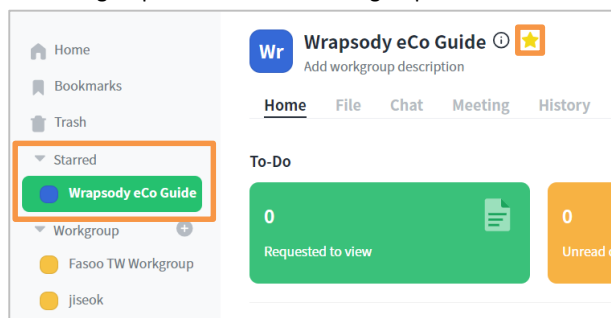 Home
Bookmarks
Trash
Starred
Wrapsody eCo Guide
Workgroup
Fasoo TW Workgroup
jiseok
Wr
Wrapsody eCo Guide
Add workgroup description
Home File Chat Meeting History
To-Do
0
Requested to view
0
Unread